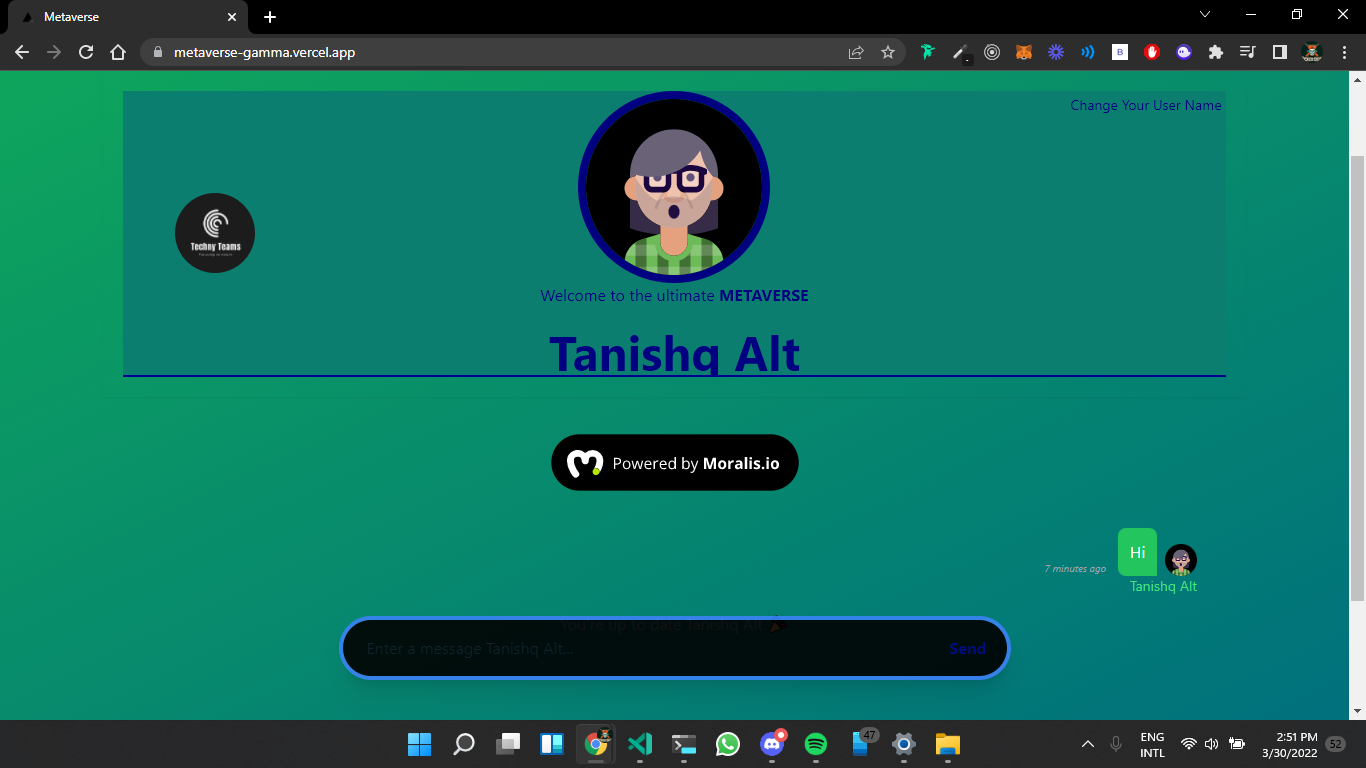 Metaverse
metaverse-gamma.vercel.app
Change Your User Name
Techny Teams
Welcome to the ultimate METAVERSE
Tanishq Alt
Powered by Moralis.io
Hi
7 minutes ago
Tanishq Alt
You're up to date Tanishq Alt 🎉
Enter a message Tanishq Alt...
Send
47
ENG
INTL
2:51 PM
3/30/2022
52